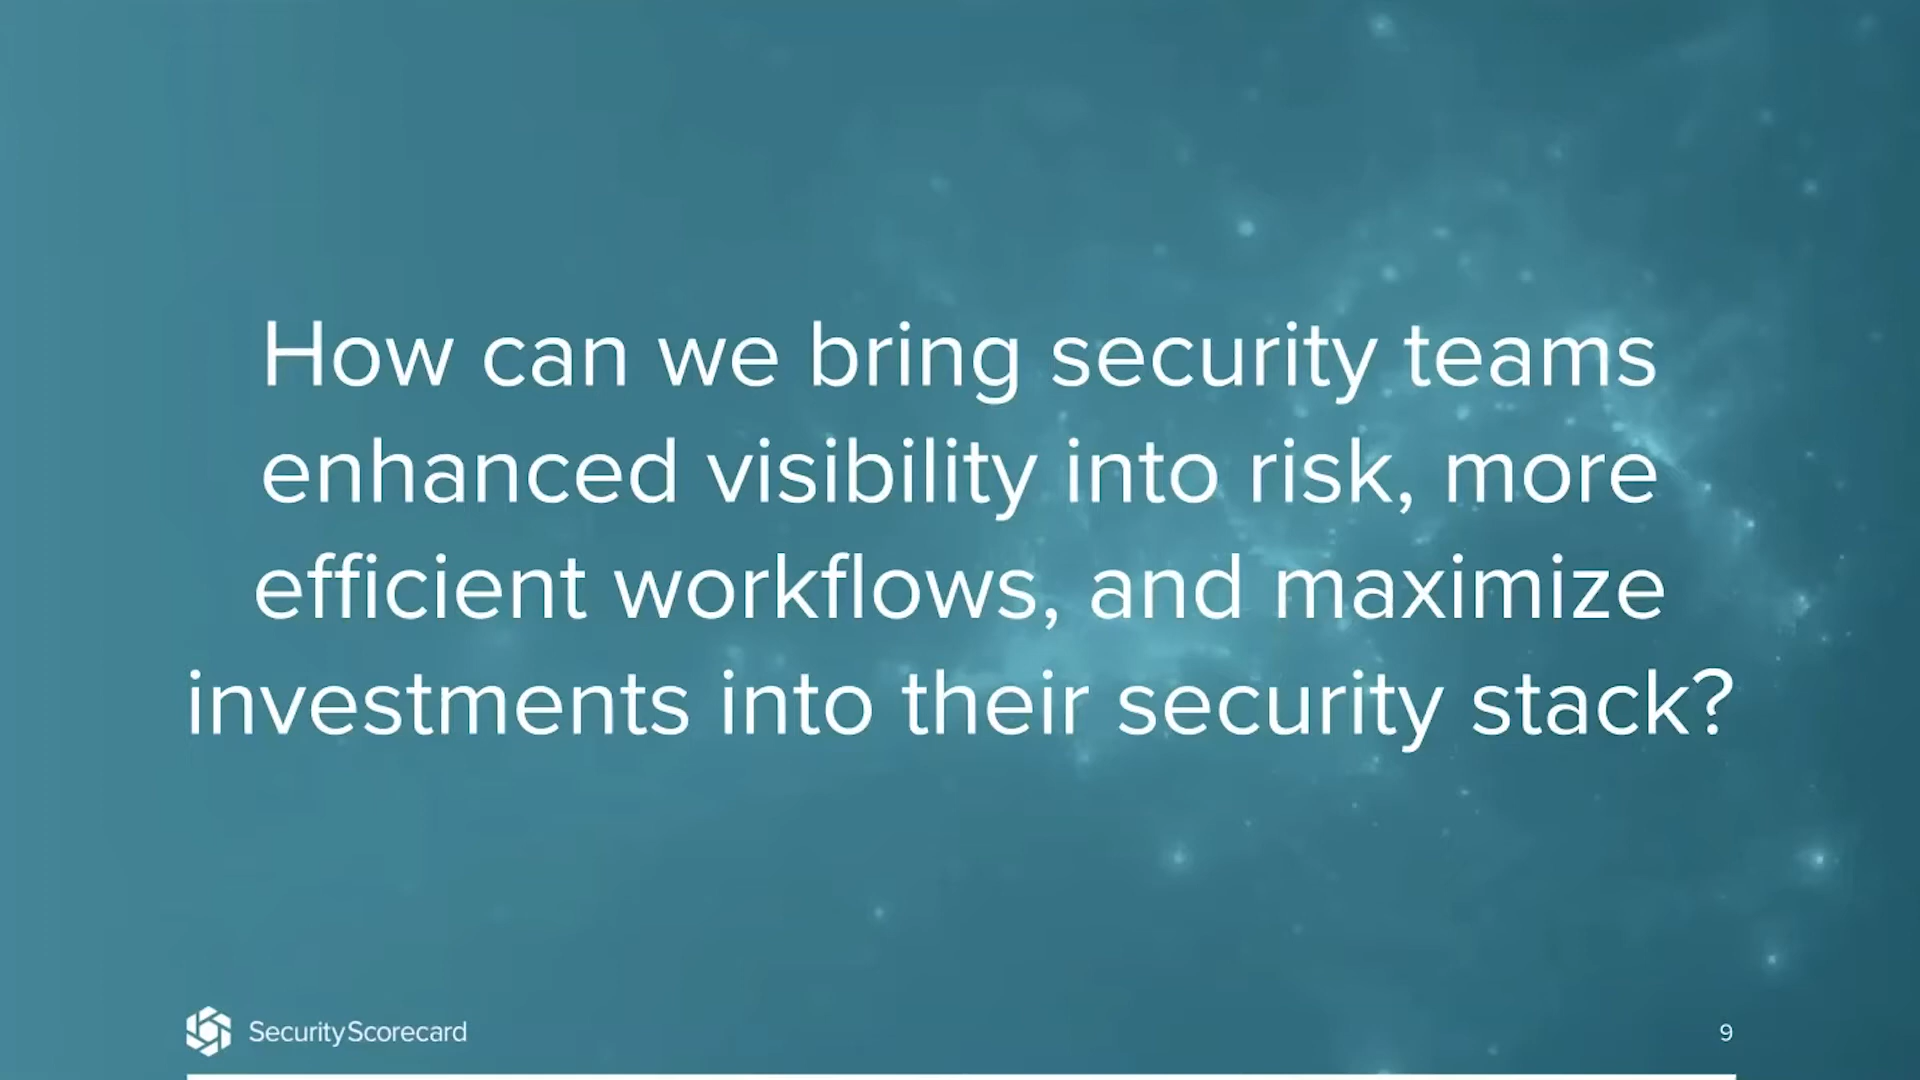 How can we bring security teams
enhanced visibility into risk, more
efficient workflows, and maximize
investments into their security stack?
SecurityScorecard
9